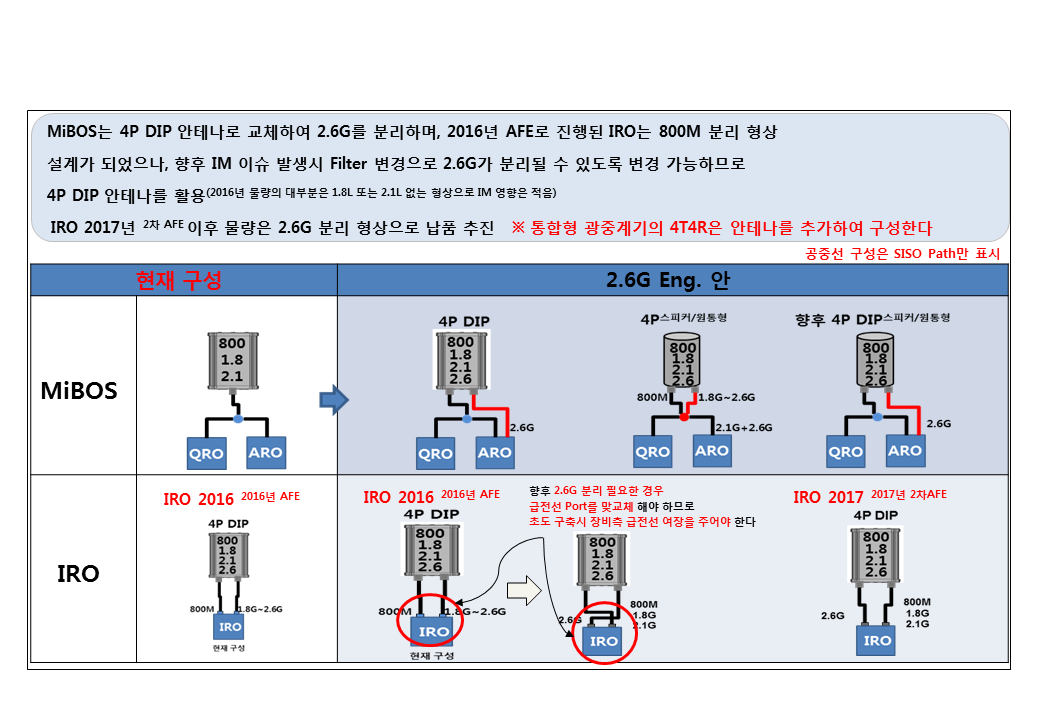 MiBOS는 4P DIP 안테나로 교체하여 2.6G를 분리하며, 2016년 AFE로 진행된 IRO는 800M 분리 형상
설계가 되었으나, 향후 IM 이슈 발생시 Filter 변경으로 2.6G가 분리될 수 있도록 변경 가능하므로
4P DIP 안테나를 활용(2016년 물량의 대부분은 1.8L 또는 2.1L 없는 형상으로 IM 영향은 적음)
IRO 2017년 2차 AFE 이후 물량은 2.6G 분리 형상으로 납품 추진 ※ 통합형 광중계기의 4T4R은 안테나를 추가하여 구성한다
공중선 구성은 SISO Path만 표시
현재 구성
2.6G Eng. 안
MiBOS
800
1.8
2.1
QRO
ARO
4P DIP
800
1.8
2.1
2.6
2.6G
QRO
ARO
4P스피커/원통형
800
1.8
2.1
2.6
800M
1.8G~2.6G
2.1G+2.6G
QRO
ARO
향후 4P DIP스피커/원통형
800
1.8
2.1
2.6
2.6G
QRO
ARO
IRO
IRO 2016 2016년 AFE
4P DIP
800
1.8
2.1
2.6
800M
1.8G~2.6G
IRO
현재 구성
IRO 2016 2016년 AFE
4P DIP
800
1.8
2.1
2.6
800M
1.8G~2.6G
IRO
현재 구성
향후 2.6G 분리 필요한 경우
급전선 Port를 맞교체 해야 하므로
초도 구축시 장비측 급전선 여장을 주어야 한다
800
1.8
2.1
2.6
2.6G
800M
1.8G
2.1G
IRO
IRO 2017 2017년 2차AFE
4P DIP
800
1.8
2.1
2.6
2.6G
800M
1.8G
2.1G
IRO